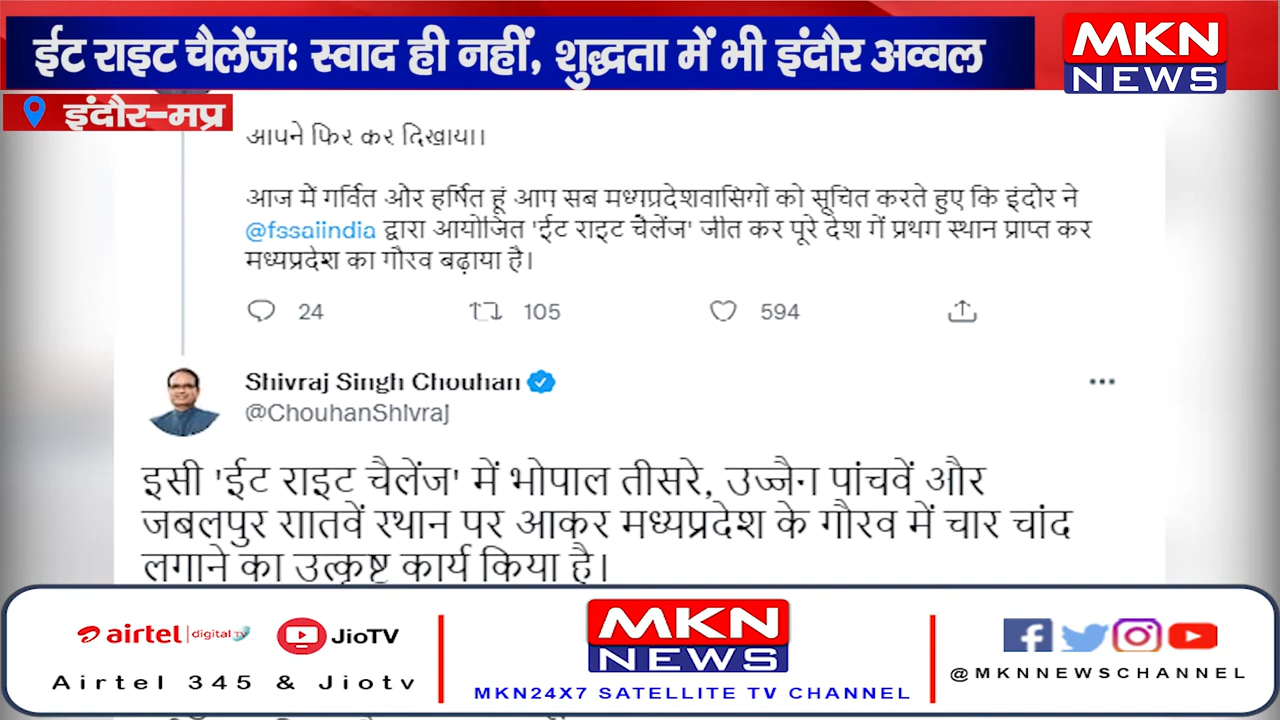 ईट राइट चैलेंज: स्वाद ही नहीं, शुद्धता में भी इंदौर अव्वल
MKN
NEWS
इंदौर-मप्र
आपने फिर कर दिखाया।
आज मैं गर्वित और हर्षित हूं आप सब मध्यप्रदेशवासियों को सूचित करते हुए कि इंदौर ने
@fssaiindia द्वारा आयोजित 'ईट राइट चैलेंज' जीत कर पूरे देश में प्रथम स्थान प्राप्त कर
मध्यप्रदेश का गौरव बढ़ाया है।
24 105 594
Shivraj Singh Chouhan
@ChouhanShivraj
इसी 'ईट राइट चैलेंज' में भोपाल तीसरे, उज्जैन पांचवें और
जबलपुर सातवें स्थान पर आकर मध्यप्रदेश के गौरव में चार चांद
लगाने का उत्कृष्ट कार्य किया है।
airtel digital TV JioTV
Airtel 345 & Jiotv
MKN
NEWS
MKN24X7 SATELLITE TV CHANNEL
@MKNNEWSCHANNEL